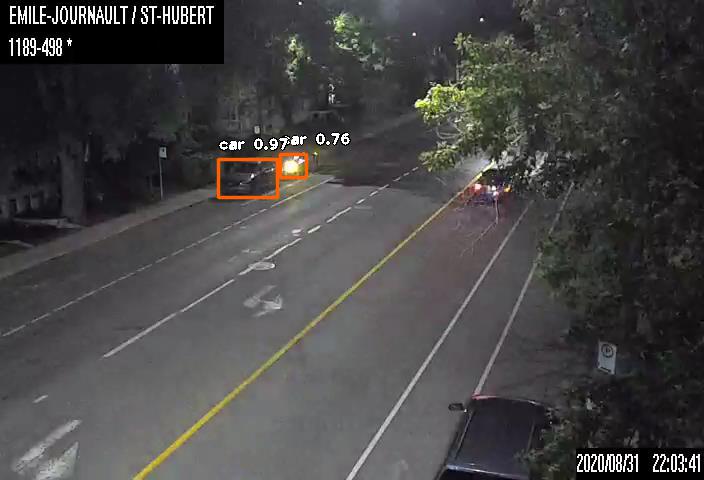 EMILE-JOURNAULT / ST-HUBERT
1189-498 *
car 0.97
car 0.76
P
2020/08/31 22:03:41